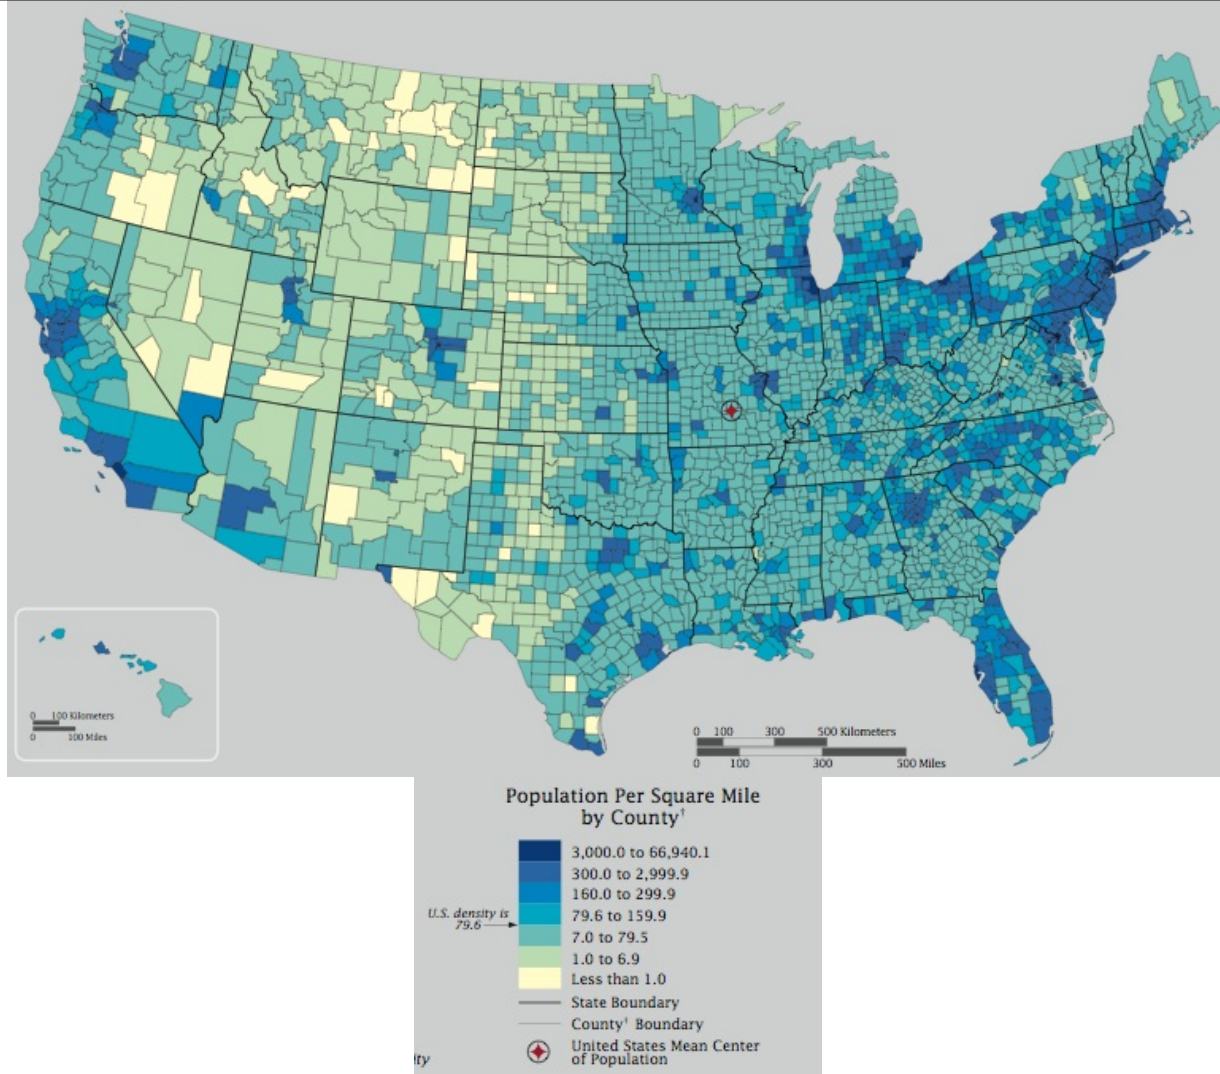 0 100 Kilometers
0 100 Miles
0 100 300 500 Kilometers
0 100 300 500 Miles
Population Per Square Mile
by County†
3,000.0 to 66,940.1
300.0 to 2,999.9
160.0 to 299.9
U.S. density is
79.6
79.6 to 159.9
7.0 to 79.5
1.0 to 6.9
Less than 1.0
State Boundary
County† Boundary
United States Mean Center
of Population
ity